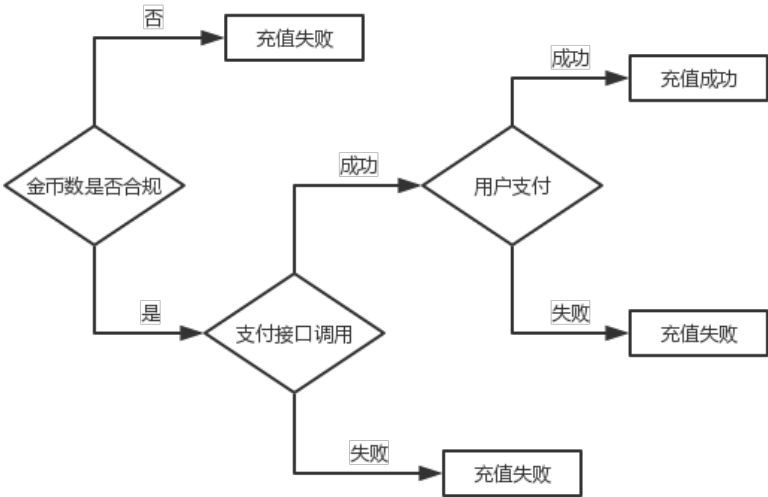 否
充值失败
成功
充值成功
成功
金币数是否合规
用户支付
是
支付接口调用
失败
充值失败
失败
充值失败